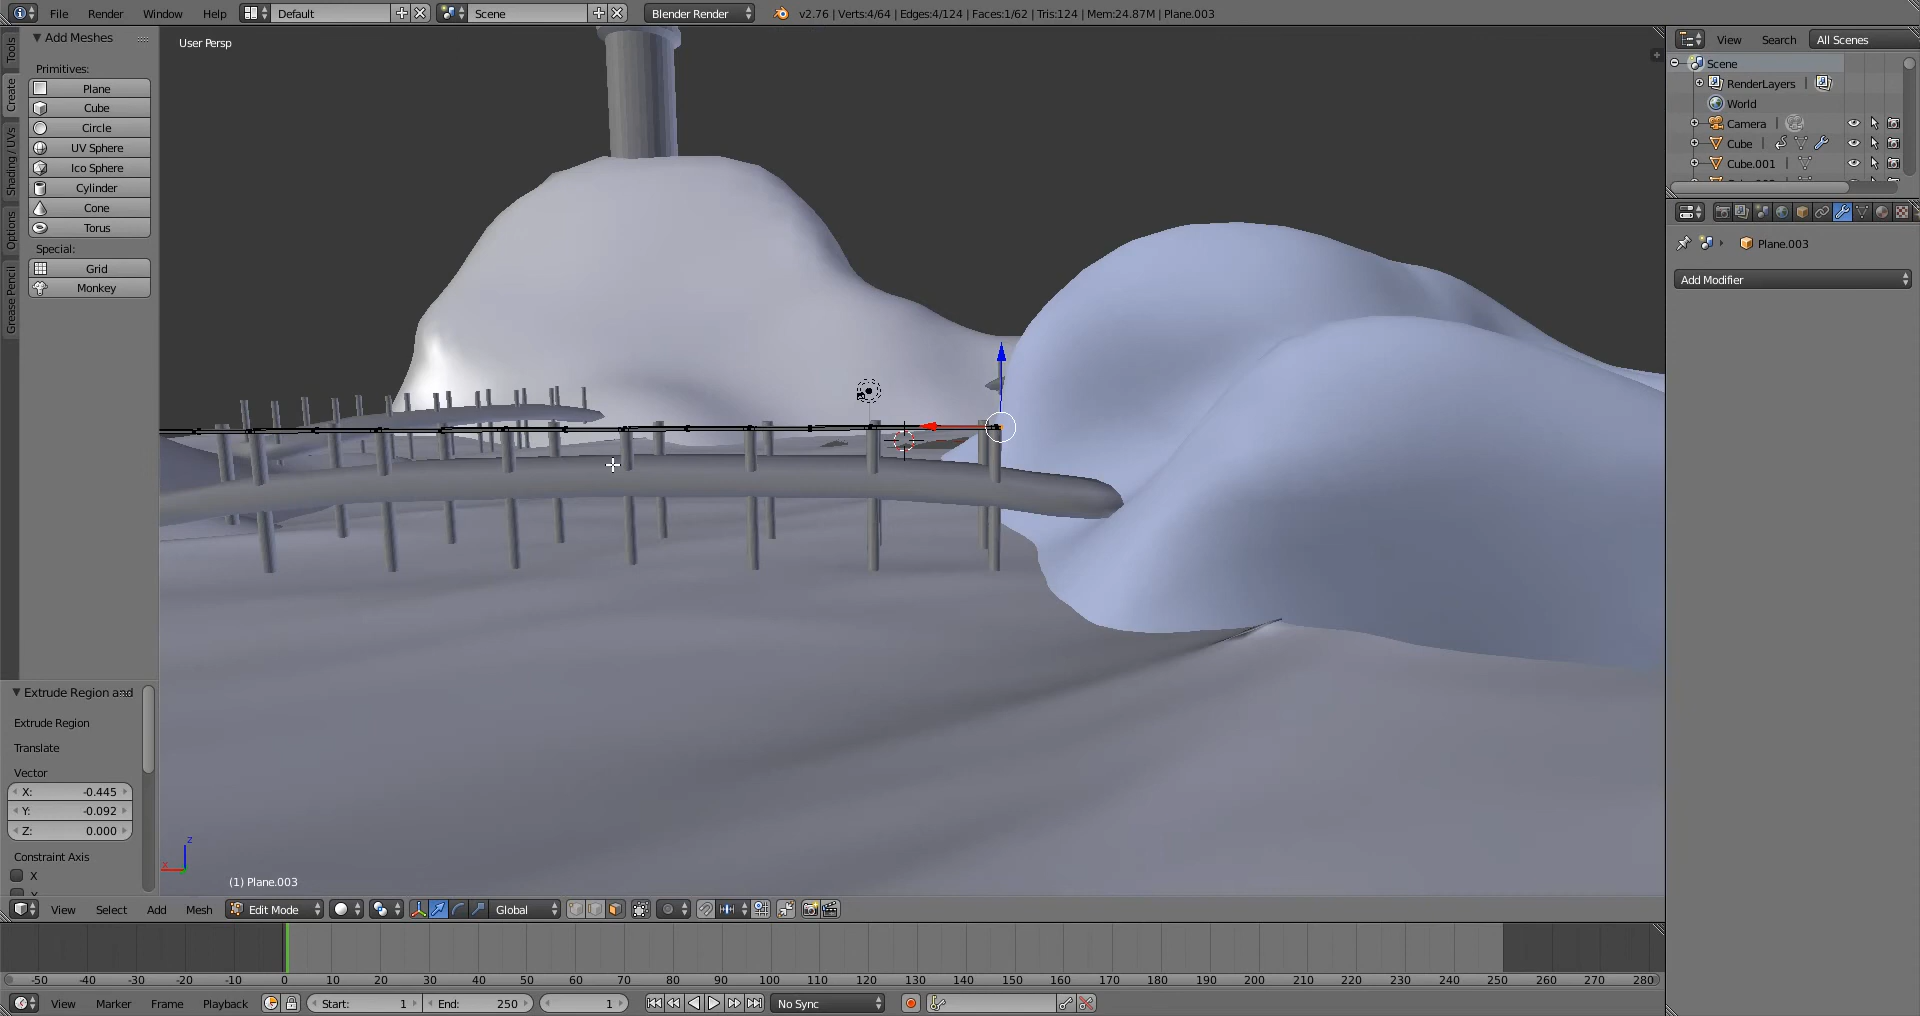 File Render Window Help Default Scene Blender Render v2.76 | Verts:4/64 | Edges:4/124 | Faces:1/62 | Tris:124 | Mem:24.87M | Plane.003
Tools
Create
Shading / UVs
Options
Grease Pencil
Add Meshes
Primitives:
Plane
Cube
Circle
UV Sphere
Ico Sphere
Cylinder
Cone
Torus
Special:
Grid
Monkey
Extrude Region and
Extrude Region
Translate
Vector
X: -0.445
Y: -0.092
Z: 0.000
Constraint Axis
X
User Persp
z
x
(1) Plane.003
View Search All Scenes
Scene
RenderLayers |
World
Camera |
Cube |
Cube.001 |
Plane.003
Add Modifier
View Select Add Mesh Edit Mode Global
-50 -40 -30 -20 -10 0 10 20 30 40 50 60 70 80 90 100 110 120 130 140 150 160 170 180 190 200 210 220 230 240 250 260 270 280
View Marker Frame Playback Start: 1 End: 250 1 No Sync